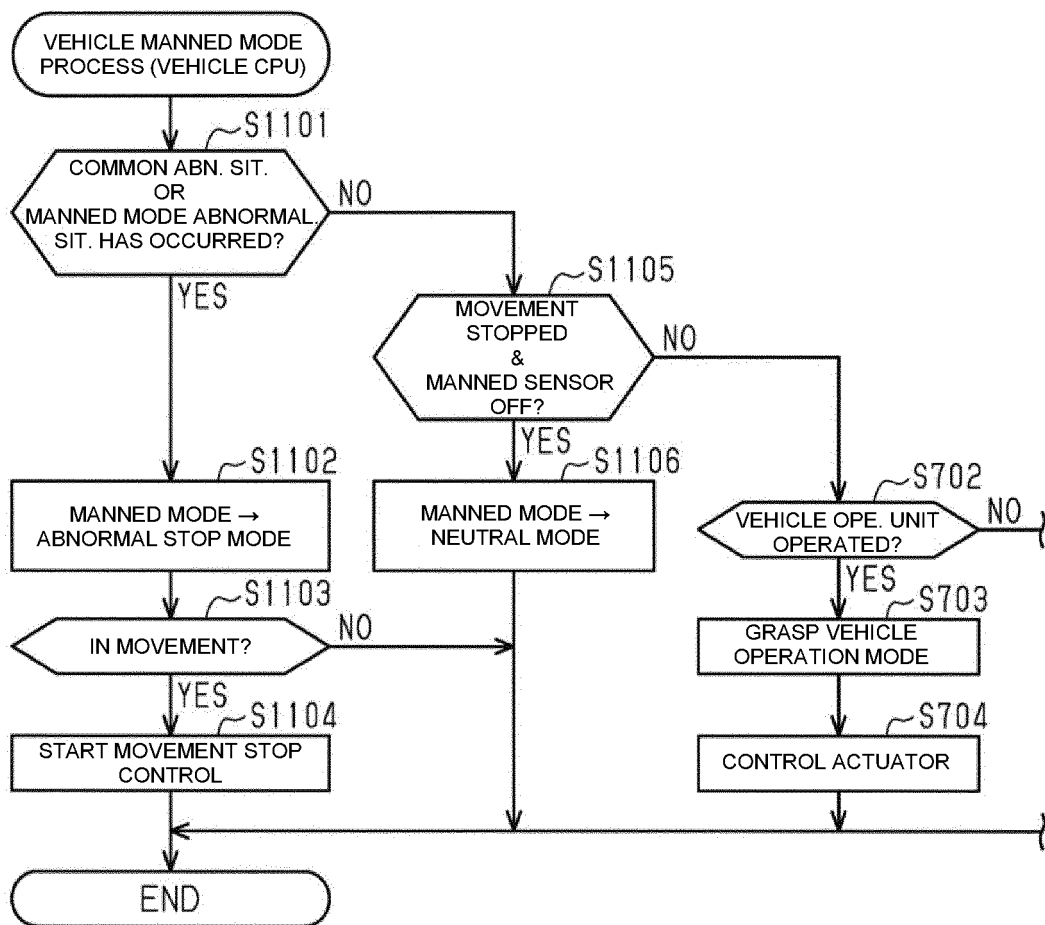 VEHICLE MANNED MODE
PROCESS (VEHICLE CPU)
S1101
COMMON ABN. SIT.
OR
MANNED MODE ABNORMAL.
SIT. HAS OCCURRED?
NO
YES
S1105
MOVEMENT
STOPPED
&
MANNED SENSOR
OFF?
NO
YES
S1102
MANNED MODE →
ABNORMAL STOP MODE
S1106
MANNED MODE →
NEUTRAL MODE
S702
VEHICLE OPE. UNIT
OPERATED?
NO
YES
S1103
IN MOVEMENT?
NO
YES
S703
GRASP VEHICLE
OPERATION MODE
S1104
START MOVEMENT STOP
CONTROL
S704
CONTROL ACTUATOR
END